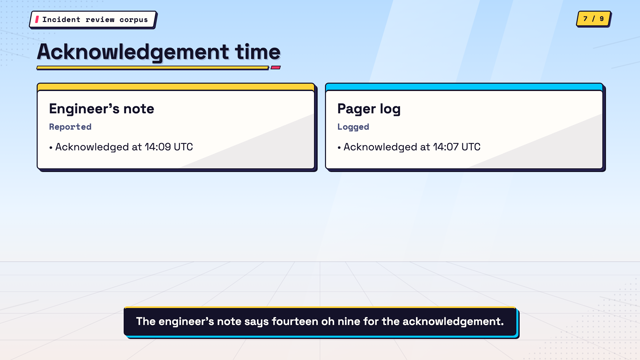 Incident review corpus
7 / 9
Acknowledgement time
Engineer's note
Reported
• Acknowledged at 14:09 UTC
Pager log
Logged
• Acknowledged at 14:07 UTC
The engineer's note says fourteen oh nine for the acknowledgement.